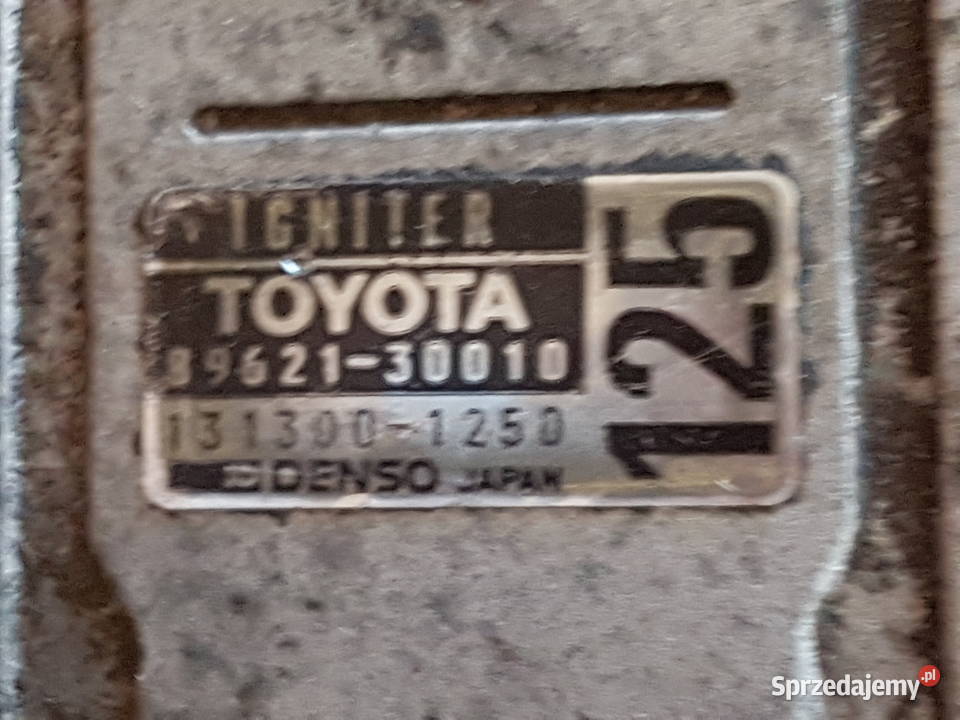 IGNITER
TOYOTA
89621-30010
131300-1250
DENSO JAPAN
125
Sprzedajemy.pl